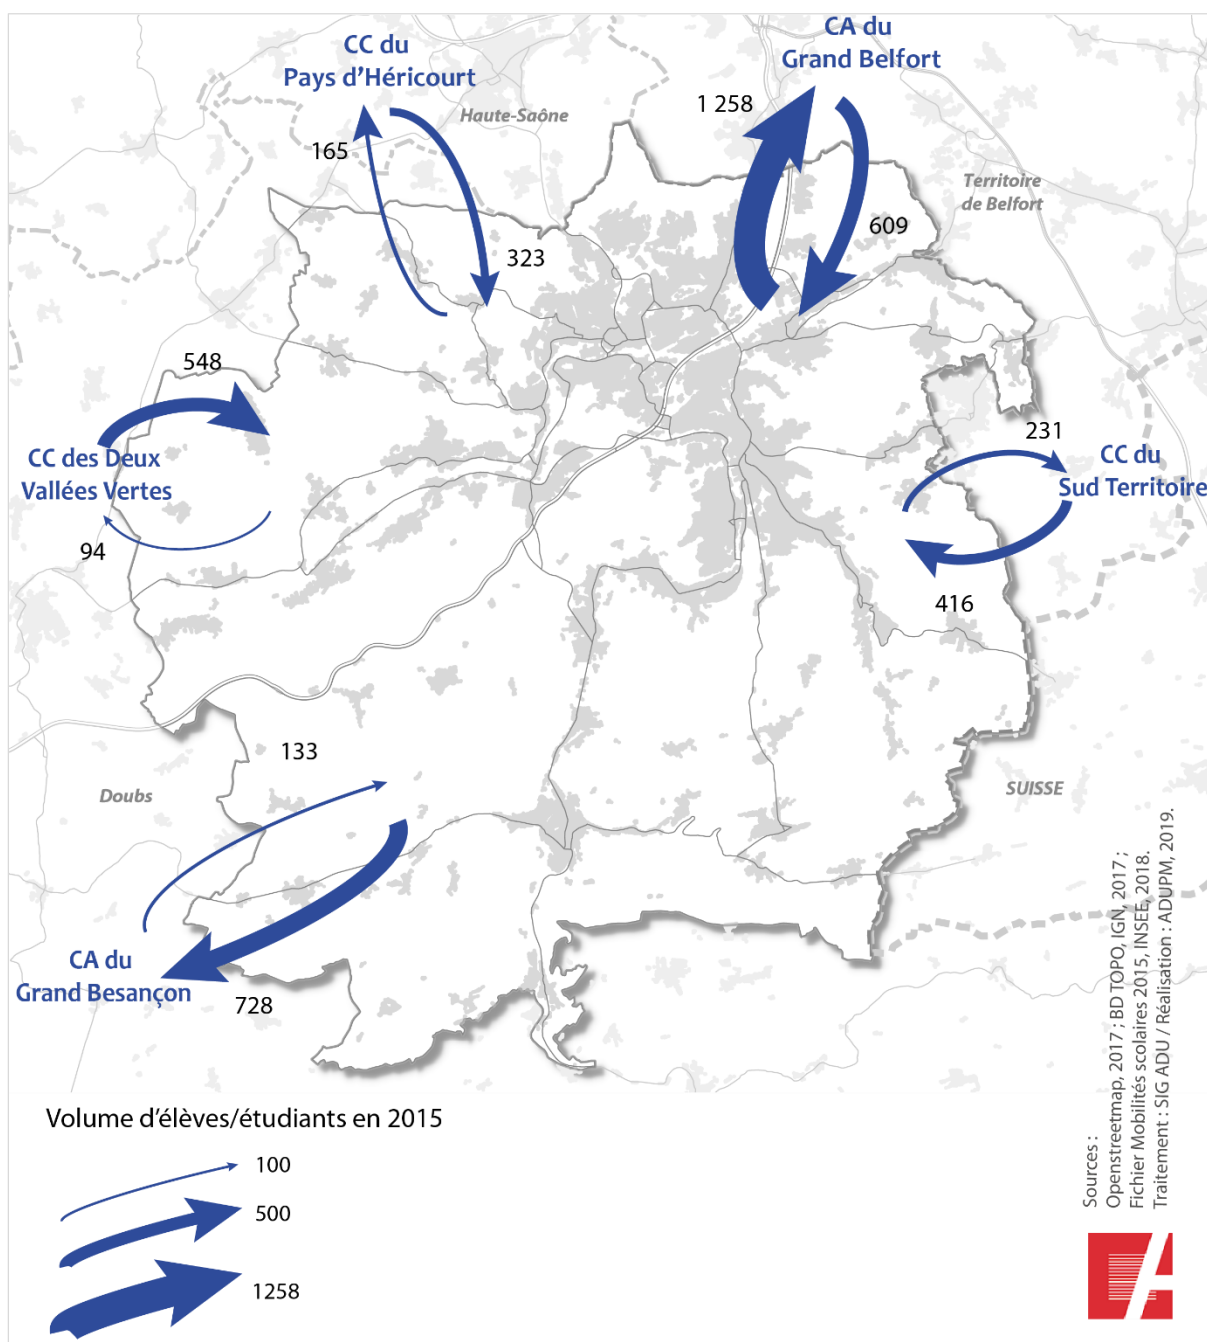 CC du
Pays d'Héricourt
CA du
Grand Belfort
Haute-Saône
1 258
165
Territoire
de Belfort
609
323
548
231
CC des Deux
Vallées Vertes
CC du
Sud Territoire
94
416
133
Doubs
SUISSE
CA du
Grand Besançon
728
Volume d'élèves/étudiants en 2015
100
500
1258
Sources :
Openstreetmap, 2017 ; BD TOPO, IGN, 2017 ;
Fichier Mobilités scolaires 2015, INSEE, 2018.
Traitement : SIG ADU / Réalisation : ADUPM, 2019.